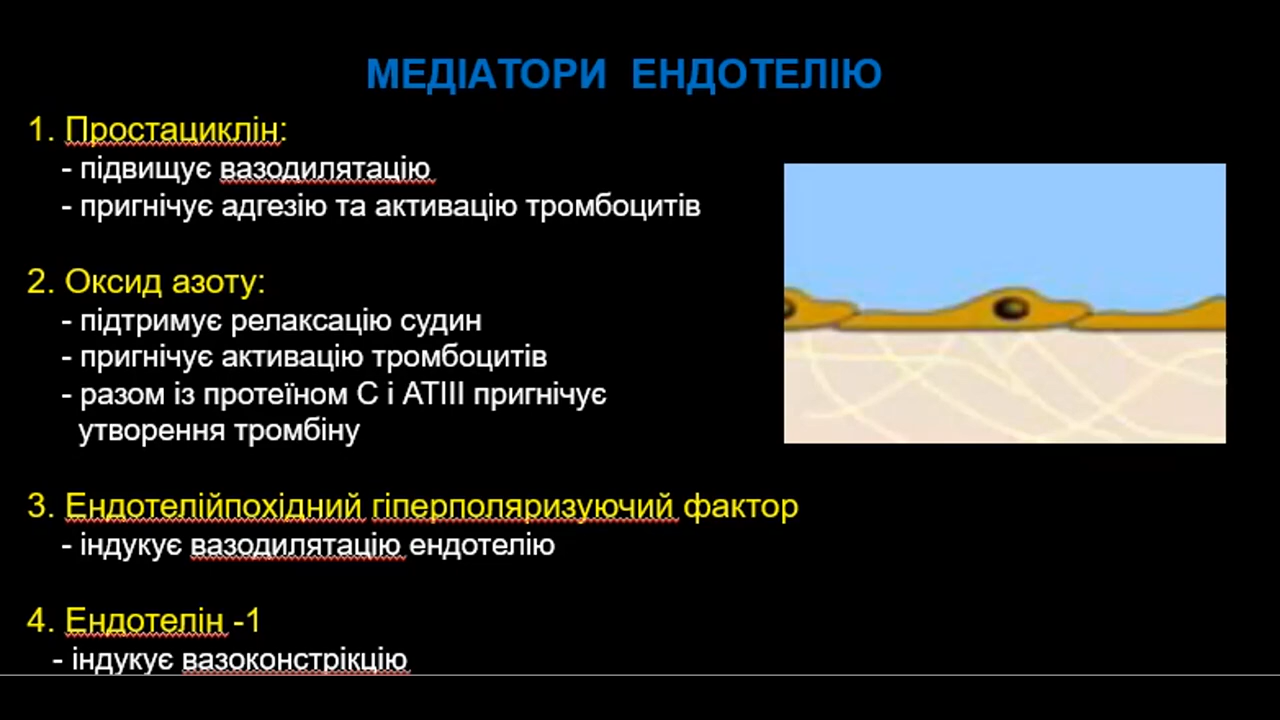 МЕДІАТОРИ ЕНДОТЕЛІЮ
1. Простациклін:
- підвищує вазодилятацію
- пригнічує адгезію та активацію тромбоцитів
2. Оксид азоту:
- підтримує релаксацію судин
- пригнічує активацію тромбоцитів
- разом із протеїном С і АТІІІ пригнічує
утворення тромбіну
3. Ендотелійпохідний гіперполяризуючий фактор
- індукує вазодилятацію ендотелію
4. Ендотелін -1
- індукує вазоконстрікцію